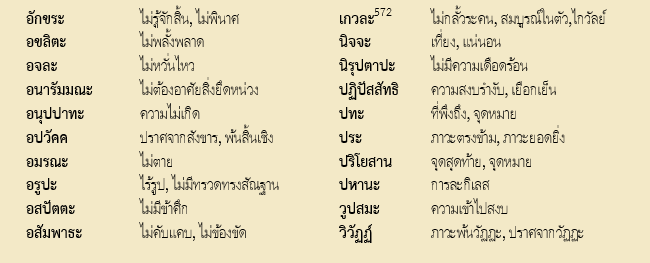 อักขระ ไม่รู้จักสิ้น, ไม่พินาศ
อขลิตะ ไม่พลั้งพลาด
อจละ ไม่หวั่นไหว
อนารัมมณะ ไม่ต้องอาศัยสิ่งยึดหน่วง
อนุปปาทะ ความไม่เกิด
อปวัคค ปราศจากสังขาร, พ้นสิ้นเชิง
อมรณะ ไม่ตาย
อรูปะ ไร้รูป, ไม่มีทรวดทรงสัณฐาน
อสปัตตะ ไม่มีข้าศึก
อสัมพาธะ ไม่คับแคบ, ไม่ข้องขัด
เกวละ572 ไม่กลั้วระคน, สมบูรณ์ในตัว,ไกวัลย์
นิจจะ เที่ยง, แน่นอน
นิรุปตาปะ ไม่มีความเดือดร้อน
ปฏิปัสสัทธิ ความสงบรำงับ, เยือกเย็น
ปทะ ที่พึงถึง, จุดหมาย
ปะระ ภาวะตรงข้าม, ภาวะยอดยิ่ง
ปริโยสาน จุดสุดท้าย, จุดหมาย
ปหานะ การละกิเลส
วูปสมะ ความเข้าไปสงบ
วิวัฏฏ์ ภาวะพ้นวัฏฏะ, ปราศจากวัฏฏะ